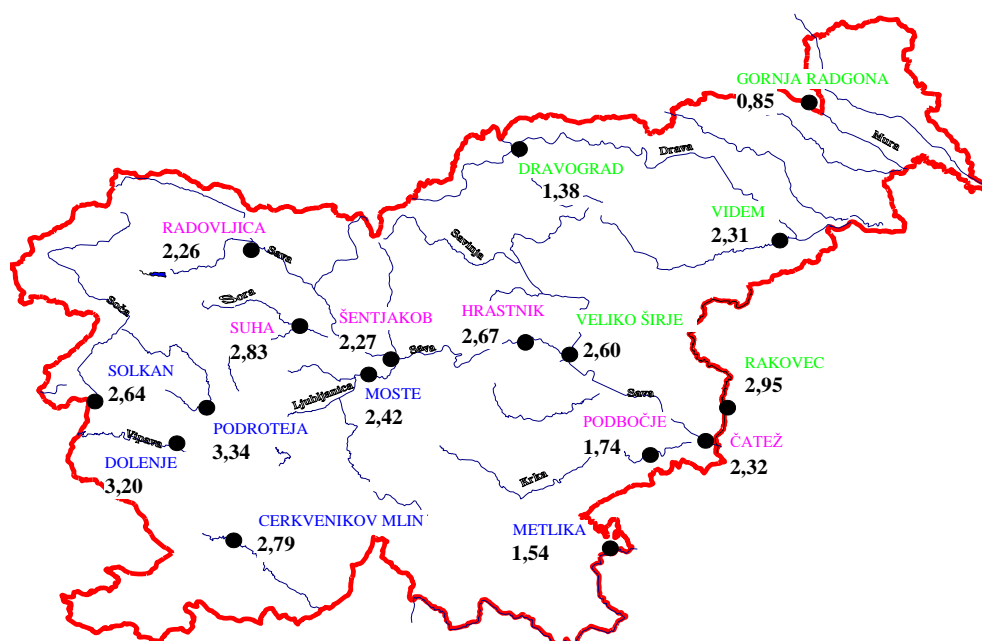 GORNJA RADGONA
0,85
Mura
Drava
DRAVOGRAD
1,38
VIDEM
2,31
RADOVLJICA
2,26
Sava
Savinja
Soča
Sora
SUHA
2,83
ŠENTJAKOB
2,27
Sava
HRASTNIK
2,67
VELIKO ŠIRJE
2,60
SOLKAN
2,64
Ljubljanica
MOSTE
2,42
Sava
RAKOVEC
2,95
PODROTEJA
3,34
Vipava
DOLENJE
3,20
PODBOČJE
1,74
ČATEŽ
2,32
Krka
CERKVENIKOV MLIN
2,79
METLIKA
1,54